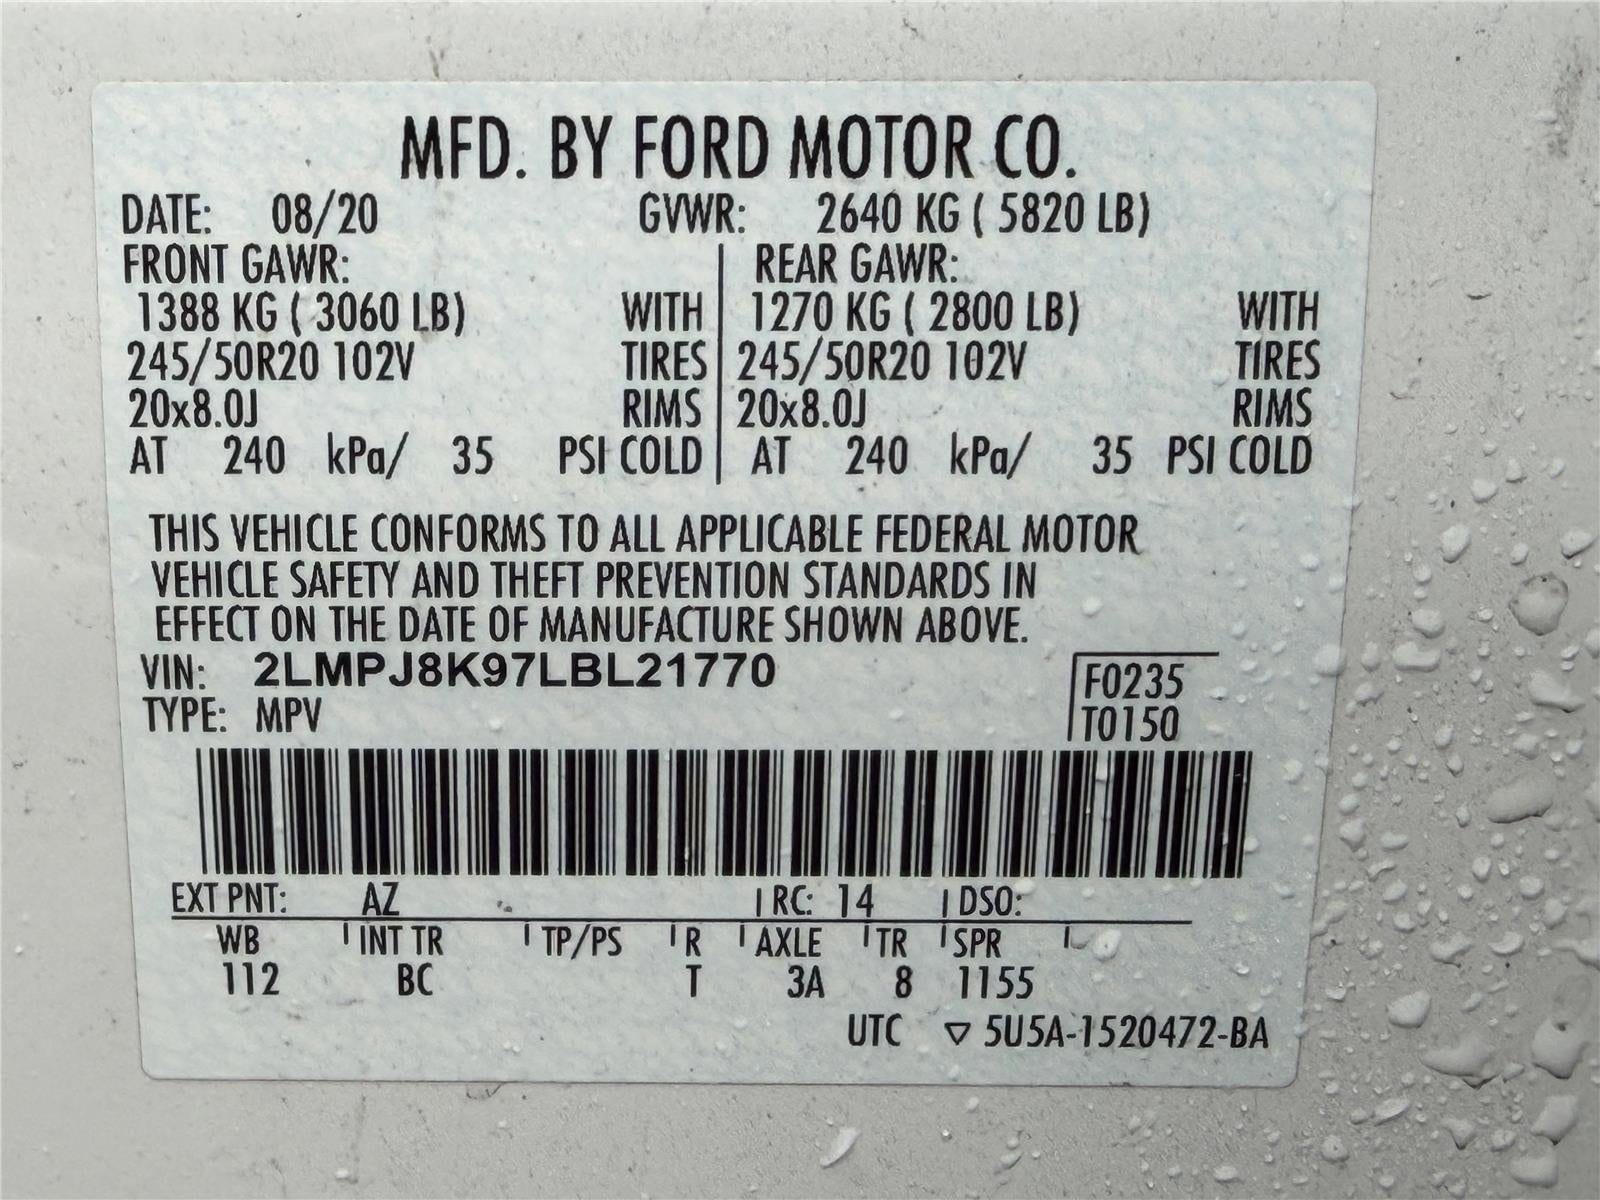 MFD. BY FORD MOTOR CO.
DATE: 08/20 GVWR: 2640 KG ( 5820 LB)
FRONT GAWR: REAR GAWR:
1388 KG ( 3060 LB) WITH 1270 KG ( 2800 LB) WITH
245/50R20 102V TIRES 245/50R20 102V TIRES
20x8.0J RIMS 20x8.0J RIMS
AT 240 kPa/ 35 PSI COLD AT 240 kPa/ 35 PSI COLD
THIS VEHICLE CONFORMS TO ALL APPLICABLE FEDERAL MOTOR
VEHICLE SAFETY AND THEFT PREVENTION STANDARDS IN
EFFECT ON THE DATE OF MANUFACTURE SHOWN ABOVE.
VIN: 2LMPJ8K97LBL21770 F0235
TYPE: MPV T0150
EXT PNT: AZ RC: 14 DSO:
WB INT TR TP/PS R AXLE TR SPR
112 BC T 3A 8 1155
UTC ▽ 5U5A-1520472-BA